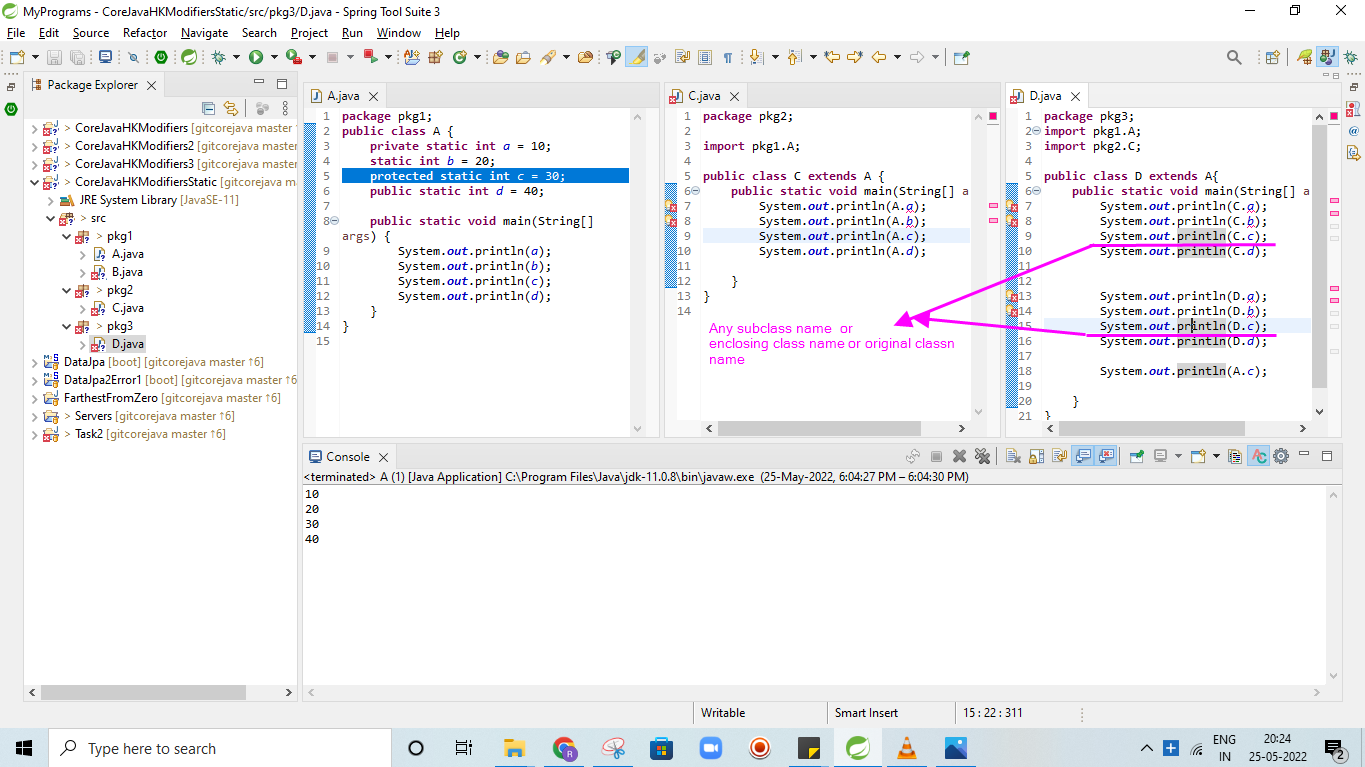 MyPrograms - CoreJavaHKModifiersStatic/src/pkg3/D.java - Spring Tool Suite 3
File Edit Source Refactor Navigate Search Project Run Window Help
Package Explorer
> CoreJavaHKModifiers [gitcorejava master
> CoreJavaHKModifiers2 [gitcorejava master
> CoreJavaHKModifiers3 [gitcorejava master
> CoreJavaHKModifiersStatic [gitcorejava master
JRE System Library [JavaSE-11]
> src
> pkg1
A.java
B.java
> pkg2
C.java
> pkg3
D.java
DataJpa [boot] [gitcorejava master ↑6]
DataJpa2Error1 [boot] [gitcorejava master ↑6
FarthestFromZero [gitcorejava master ↑6]
> Servers [gitcorejava master ↑6]
> Task2 [gitcorejava master ↑6]
A.java
1 package pkg1;
2 public class A {
3 private static int a = 10;
4 static int b = 20;
5 protected static int c = 30;
6 public static int d = 40;
7
8 public static void main(String[]
args) {
9 System.out.println(a);
10 System.out.println(b);
11 System.out.println(c);
12 System.out.println(d);
13 }
14 }
15
C.java
1 package pkg2;
2
3 import pkg1.A;
4
5 public class C extends A {
6 public static void main(String[] a
7 System.out.println(A.a);
8 System.out.println(A.b);
9 System.out.println(A.c);
10 System.out.println(A.d);
11
12 }
13 }
14
Any subclass name or
enclosing class name or original classn
name
D.java
1 package pkg3;
2 import pkg1.A;
3 import pkg2.C;
4
5 public class D extends A{
6 public static void main(String[] a
7 System.out.println(C.a);
8 System.out.println(C.b);
9 System.out.println(C.c);
10 System.out.println(C.d);
11
12
13 System.out.println(D.a);
14 System.out.println(D.b);
15 System.out.println(D.c);
16 System.out.println(D.d);
17
18 System.out.println(A.c);
19
20 }
21 }
Console
<terminated> A (1) [Java Application] C:\Program Files\Java\jdk-11.0.8\bin\javaw.exe (25-May-2022, 6:04:27 PM – 6:04:30 PM)
10
20
30
40
Writable Smart Insert 15 : 22 : 311
Type here to search
ENG
IN
20:24
25-05-2022
2